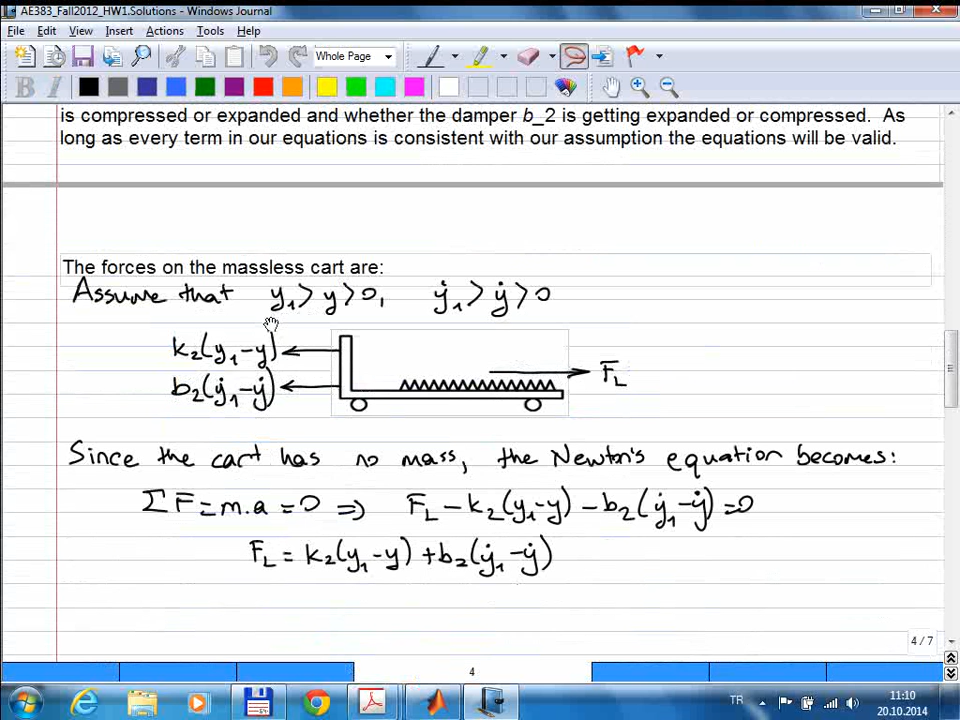 AE383_Fall2012_HW1.Solutions - Windows Journal
File Edit View Insert Actions Tools Help
Whole Page
B I
is compressed or expanded and whether the damper b_2 is getting expanded or compressed. As
long as every term in our equations is consistent with our assumption the equations will be valid.
The forces on the massless cart are:
Assume that y₁ > y > 0, ẏ₁ > ẏ > 0
k₂(y₁-y)
b₂(ẏ₁-ẏ)
F_L
Since the cart has no mass, the Newton's equation becomes:
ΣF = m.a = 0 ⇒ F_L - k₂(y₁-y) - b₂(ẏ₁-ẏ) = 0
F_L = k₂(y₁-y) + b₂(ẏ₁-ẏ)
4 / 7
4
TR
11:10
20.10.2014